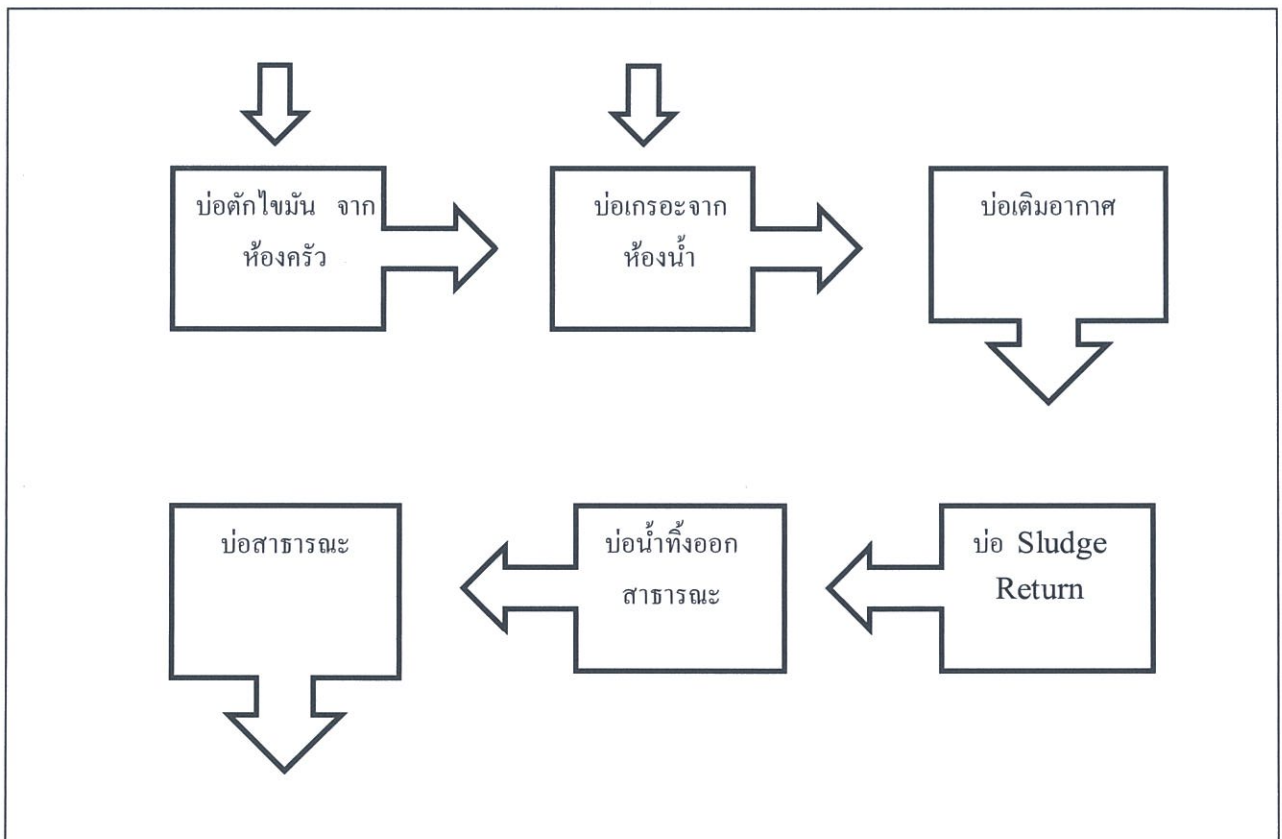 บ่อตักไขมัน จาก
ห้องครัว
บ่อเกรอะจาก
ห้องน้ำ
บ่อเติมอากาศ
บ่อสาธารณะ
บ่อน้ำทิ้งออก
สาธารณะ
บ่อ Sludge
Return